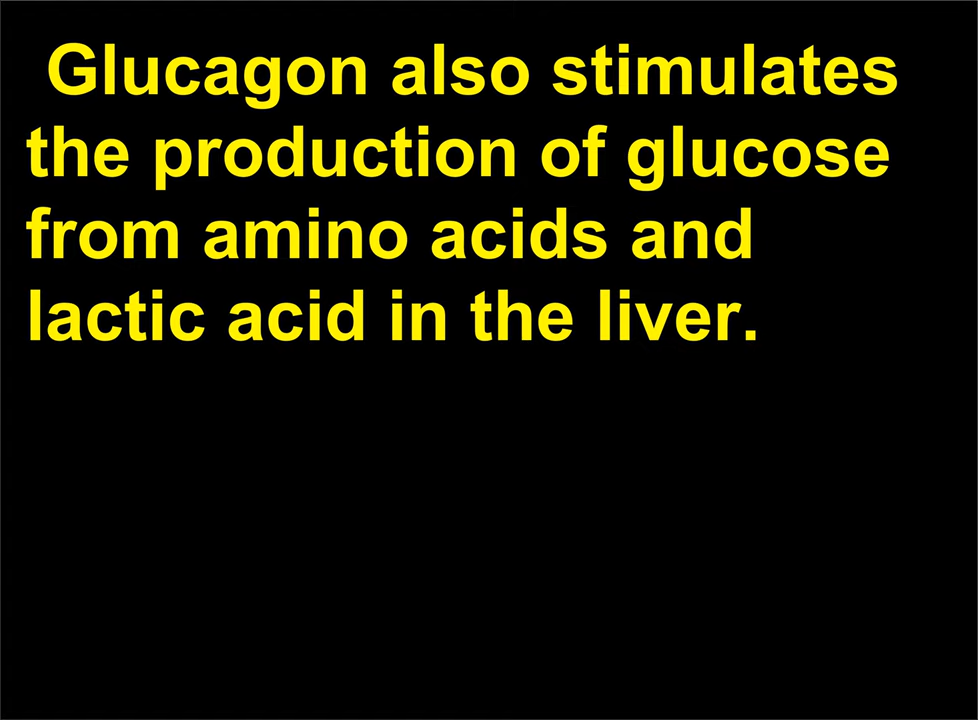 Glucagon also stimulates
the production of glucose
from amino acids and
lactic acid in the liver.